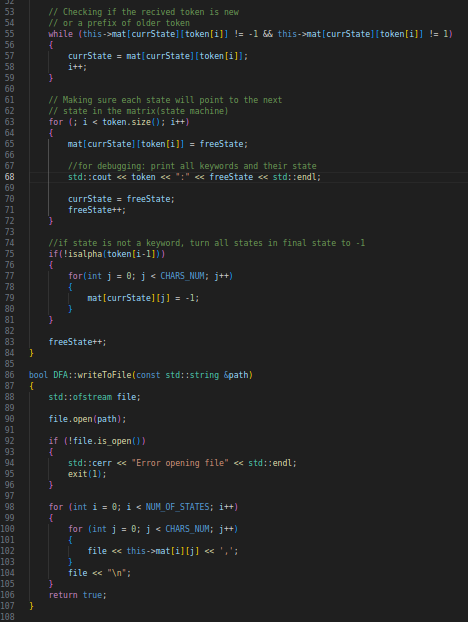 52
53 // Checking if the recived token is new
54 // or a prefix of older token
55 while (this->mat[currState][token[i]] != -1 && this->mat[currState][token[i]] != 1)
56 {
57 currState = mat[currState][token[i]];
58 i++;
59 }
60
61 // Making sure each state will point to the next
62 // state in the matrix(state machine)
63 for (; i < token.size(); i++)
64 {
65 mat[currState][token[i]] = freeState;
66
67 //for debugging: print all keywords and their state
68 std::cout << token << ":" << freeState << std::endl;
69
70 currState = freeState;
71 freeState++;
72 }
73
74 //if state is not a keyword, turn all states in final state to -1
75 if(!isalpha(token[i-1]))
76 {
77 for(int j = 0; j < CHARS_NUM; j++)
78 {
79 mat[currState][j] = -1;
80 }
81 }
82
83 freeState++;
84 }
85
86 bool DFA::writeToFile(const std::string &path)
87 {
88 std::ofstream file;
89
90 file.open(path);
91
92 if (!file.is_open())
93 {
94 std::cerr << "Error opening file" << std::endl;
95 exit(1);
96 }
97
98 for (int i = 0; i < NUM_OF_STATES; i++)
99 {
100 for (int j = 0; j < CHARS_NUM; j++)
101 {
102 file << this->mat[i][j] << ',';
103 }
104 file << "\n";
105 }
106 return true;
107 }
108